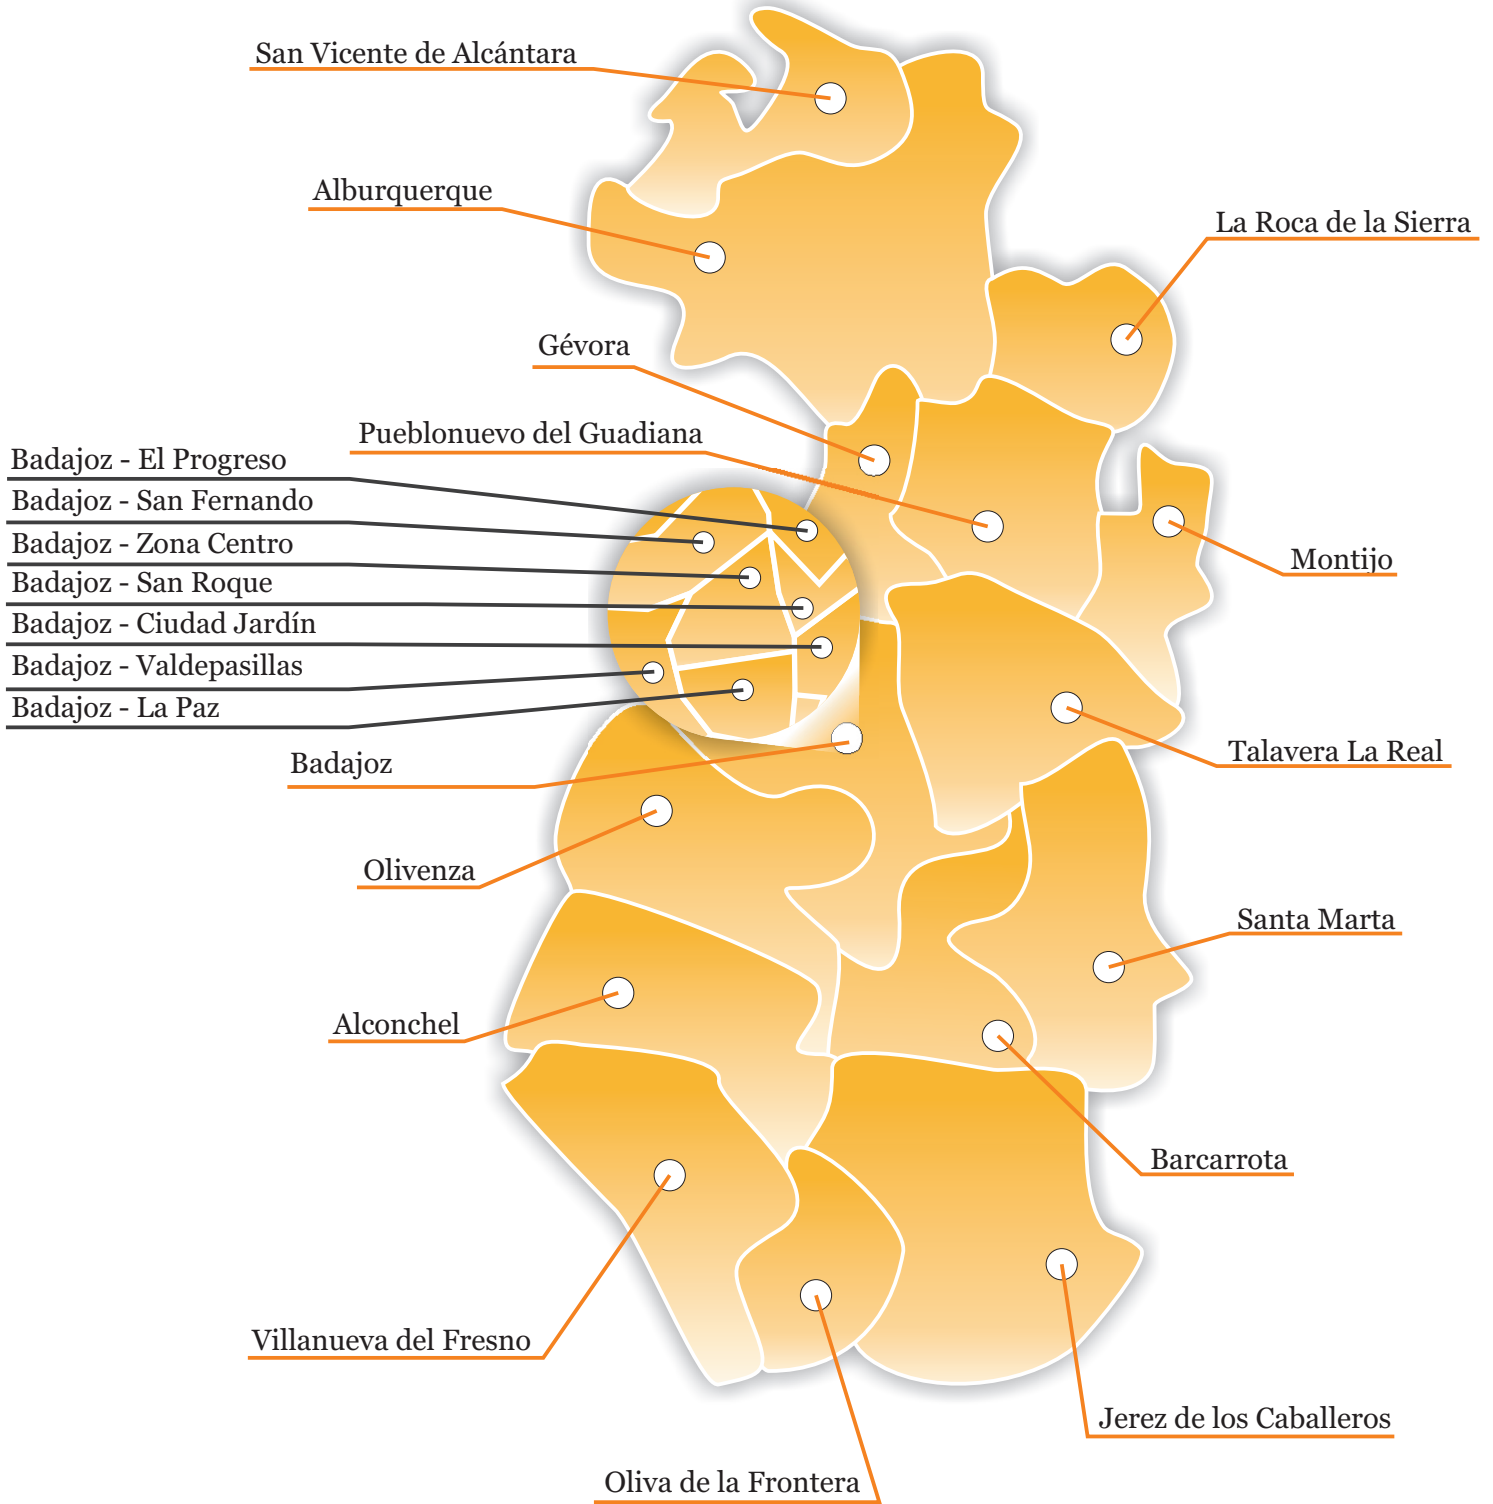 San Vicente de Alcántara
Alburquerque
La Roca de la Sierra
Gévora
Pueblonuevo del Guadiana
Badajoz - El Progreso
Badajoz - San Fernando
Badajoz - Zona Centro
Badajoz - San Roque
Badajoz - Ciudad Jardín
Badajoz - Valdepasillas
Badajoz - La Paz
Montijo
Badajoz
Talavera La Real
Olivenza
Santa Marta
Alconchel
Barcarrota
Villanueva del Fresno
Jerez de los Caballeros
Oliva de la Frontera